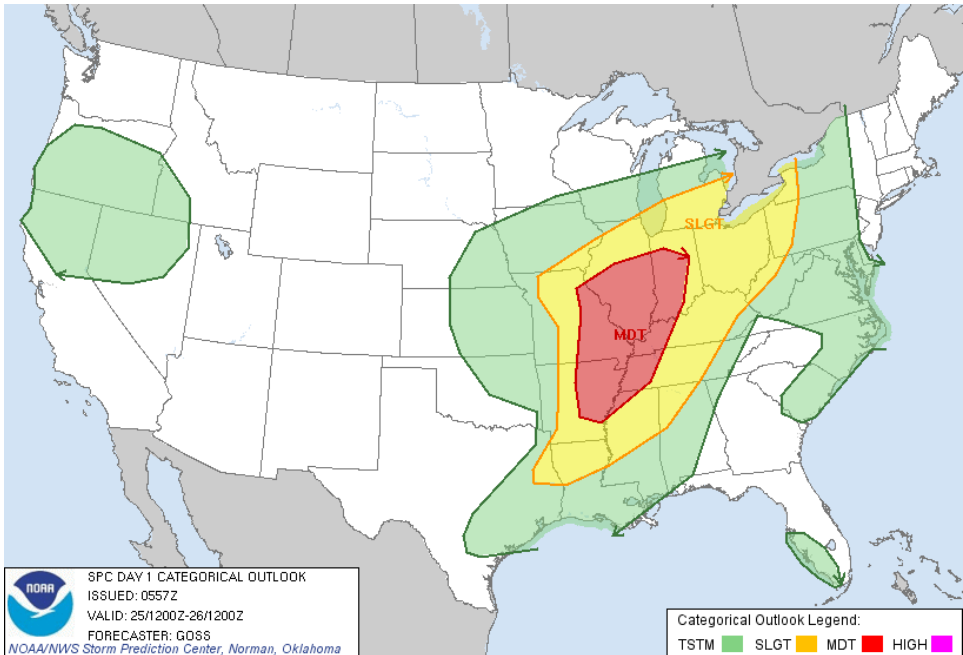 SLGT
MDT
SPC DAY 1 CATEGORICAL OUTLOOK
ISSUED: 0557Z
VALID: 25/1200Z-26/1200Z
FORECASTER: GOSS
NOAA/NWS Storm Prediction Center, Norman, Oklahoma
NOAA
Categorical Outlook Legend:
TSTM SLGT MDT HIGH